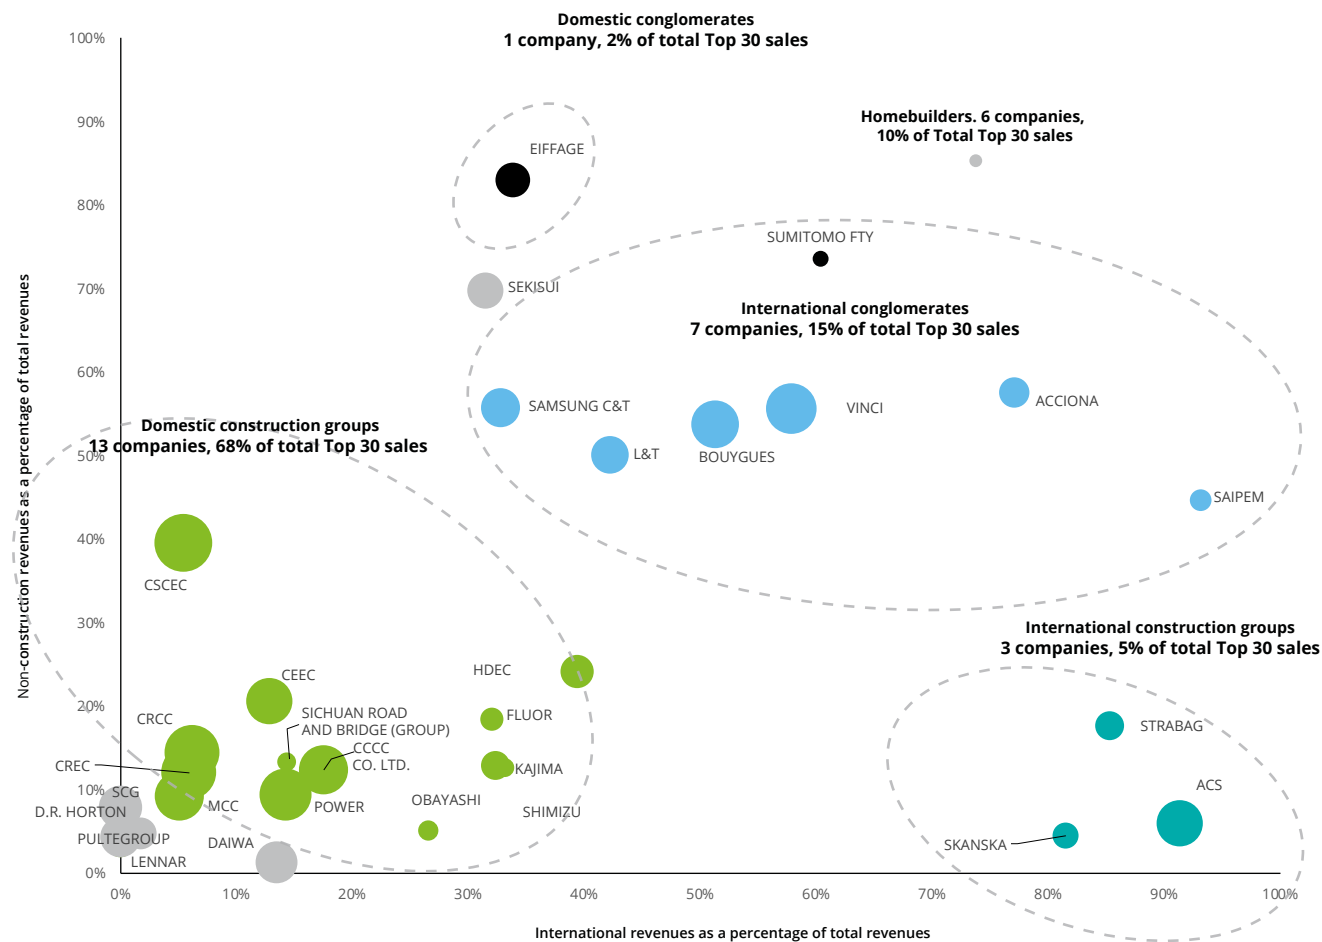 Domestic conglomerates
1 company, 2% of total Top 30 sales
100%
90%
Homebuilders. 6 companies,
10% of Total Top 30 sales
EIFFAGE
80%
SUMITOMO FTY
70%
SEKISUI
International conglomerates
7 companies, 15% of total Top 30 sales
60%
SAMSUNG C&T
VINCI
ACCIONA
Domestic construction groups
13 companies, 68% of total Top 30 sales
50%
L&T
BOUYGUES
SAIPEM
40%
CSCEC
Non-construction revenues as a percentage of total revenues
30%
International construction groups
3 companies, 5% of total Top 30 sales
HDEC
CEEC
20%
SICHUAN ROAD
AND BRIDGE (GROUP)
CRCC
FLUOR
STRABAG
CCCC
CO. LTD.
CREC
KAJIMA
10%
SCG
ACS
D.R. HORTON
MCC
POWER
OBAYASHI
SHIMIZU
PULTEGROUP
DAIWA
SKANSKA
LENNAR
0%
0%
10%
20%
30%
40%
50%
60%
70%
80%
90%
100%
International revenues as a percentage of total revenues